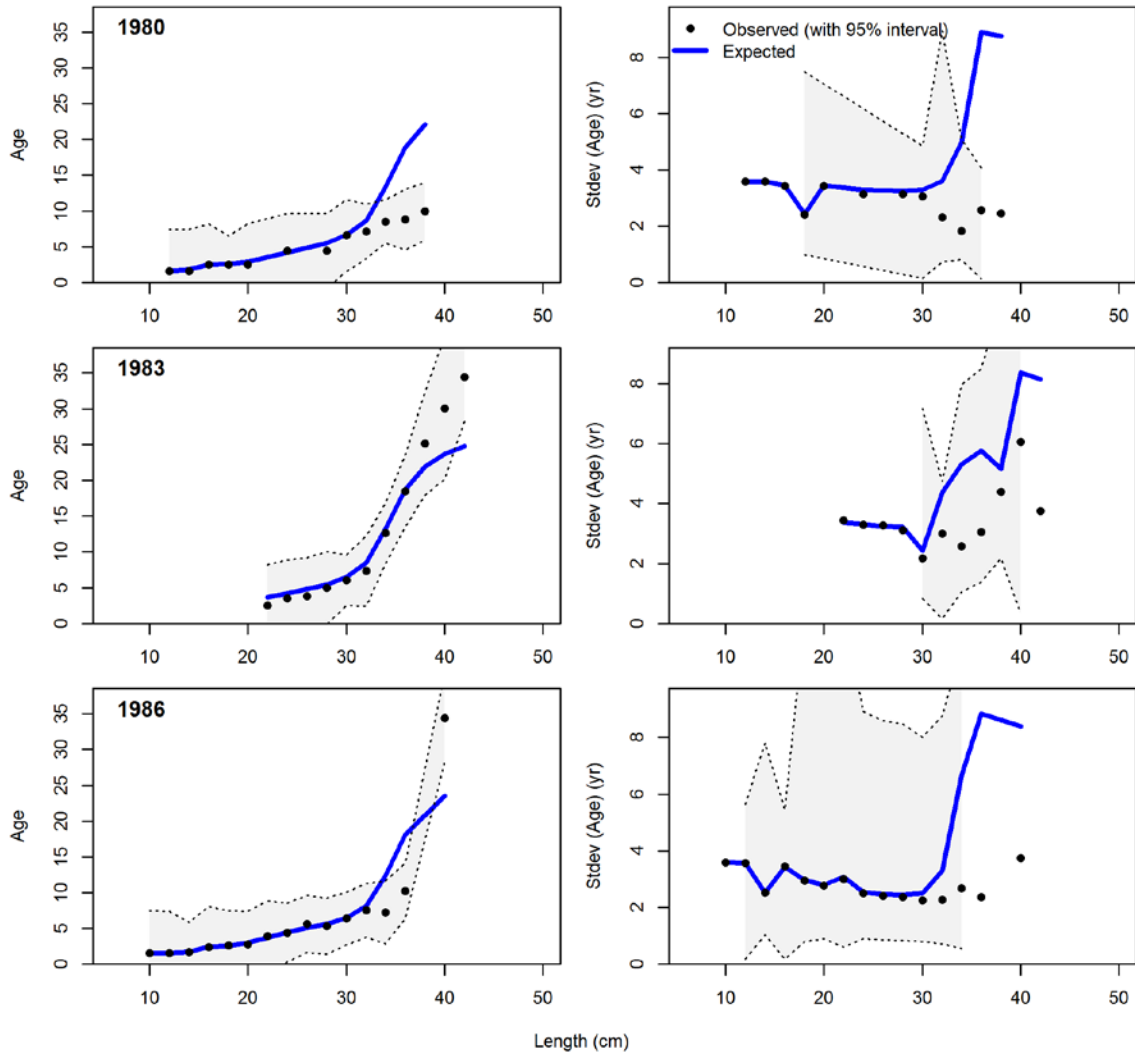 1980
Age
0 5 10 15 20 25 30 35
10 20 30 40 50
Observed (with 95% interval)
Expected
Stdev (Age) (yr)
0 2 4 6 8
10 20 30 40 50
1983
Age
0 5 10 15 20 25 30 35
10 20 30 40 50
Stdev (Age) (yr)
0 2 4 6 8
10 20 30 40 50
1986
Age
0 5 10 15 20 25 30 35
10 20 30 40 50
Stdev (Age) (yr)
0 2 4 6 8
10 20 30 40 50
Length (cm)